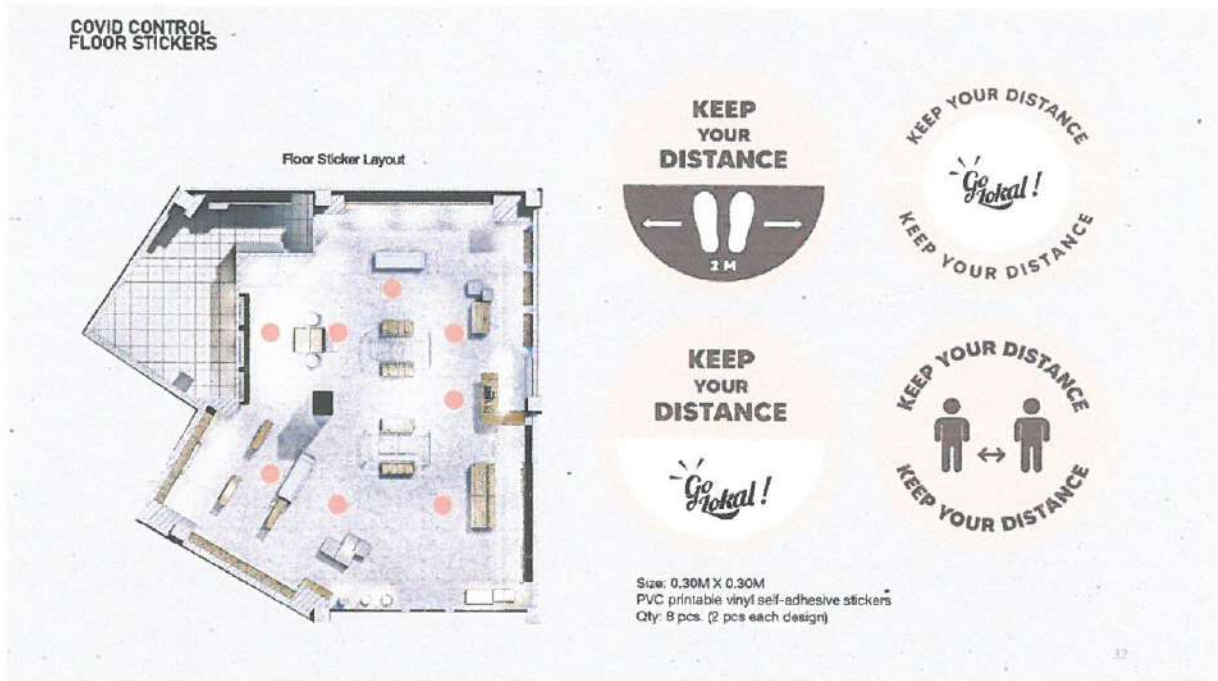 COVID CONTROL
FLOOR STICKERS
Floor Sticker Layout
KEEP
YOUR
DISTANCE
2 M
KEEP YOUR DISTANCE
Go
lokal !
KEEP YOUR DISTANCE
KEEP
YOUR
DISTANCE
Go
lokal !
KEEP YOUR DISTANCE
KEEP YOUR DISTANCE
Size: 0.30M X 0.30M
PVC printable vinyl self-adhesive stickers
Qty: 8 pcs. (2 pcs each design)
32